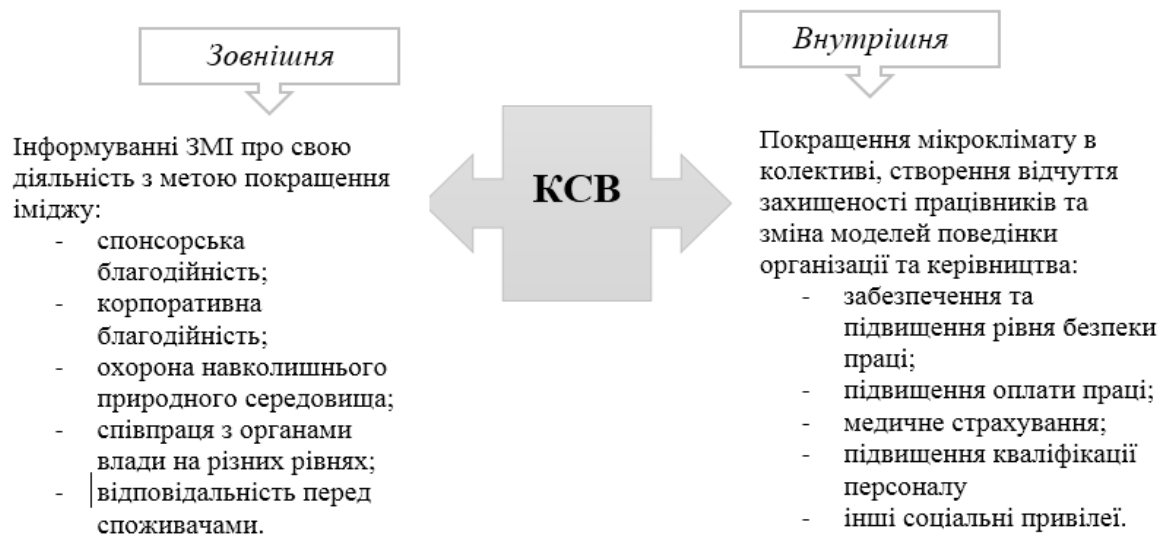 Зовнішня
Інформуванні ЗМІ про свою
діяльність з метою покращення
іміджу:
- спонсорська
благодійність;
- корпоративна
благодійність;
- охорона навколишнього
природного середовища;
- співпраця з органами
влади на різних рівнях;
- відповідальність перед
споживачами.
КСВ
Внутрішня
Покращення мікроклімату в
колективі, створення відчуття
захищеності працівників та
зміна моделей поведінки
організації та керівництва:
- забезпечення та
підвищення рівня безпеки
праці;
- підвищення оплати праці;
- медичне страхування;
- підвищення кваліфікації
персоналу
- інші соціальні привілеї.